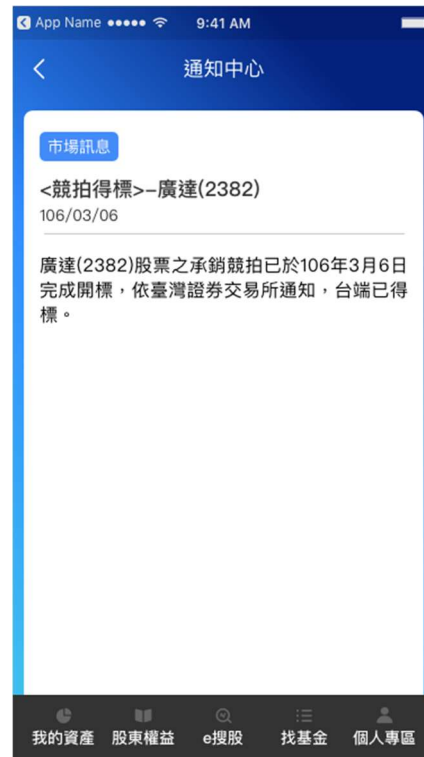 App Name 9:41 AM
通知中心
市場訊息
<競拍得標>–廣達(2382)
106/03/06
廣達(2382)股票之承銷競拍已於106年3月6日
完成開標，依臺灣證券交易所通知，台端已得
標。
我的資產 股東權益 e搜股 找基金 個人專區